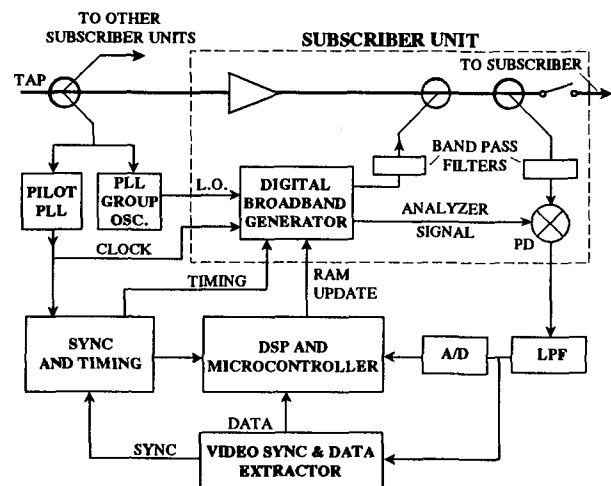 TO OTHER
SUBSCRIBER UNITS
SUBSCRIBER UNIT
TO SUBSCRIBER
TAP
BAND PASS
FILTERS
PILOT
PLL
PLL
GROUP
OSC.
L.O.
DIGITAL
BROADBAND
GENERATOR
ANALYZER
SIGNAL
PD
CLOCK
TIMING
RAM
UPDATE
SYNC
AND TIMING
DSP AND
MICROCONTROLLER
A/D
LPF
DATA
SYNC
VIDEO SYNC & DATA
EXTRACTOR